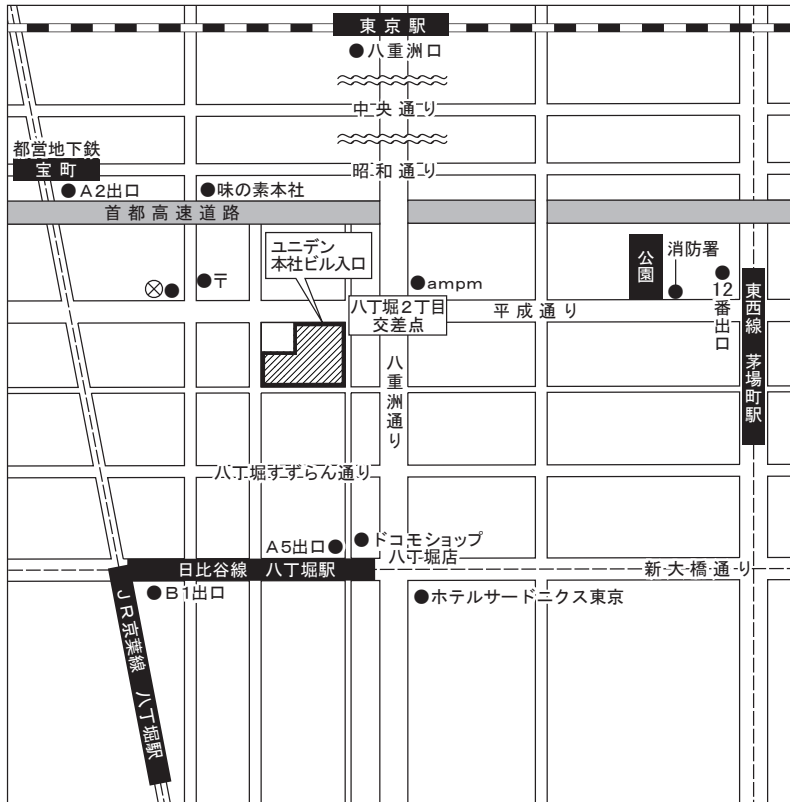 東京駅
八重洲口
中央通り
都営地下鉄
宝町
昭和通り
A2出口
味の素本社
首都高速道路
ユニデン
本社ビル入口
公園
消防署
〒
ampm
12番出口
八丁堀2丁目
交差点
平成通り
東西線 茅場町駅
八重洲通り
八丁堀すずらん通り
A5出口
ドコモショップ
八丁堀店
日比谷線 八丁堀駅
新大橋通り
B1出口
ホテルサードニクス東京
JR京葉線 八丁堀駅